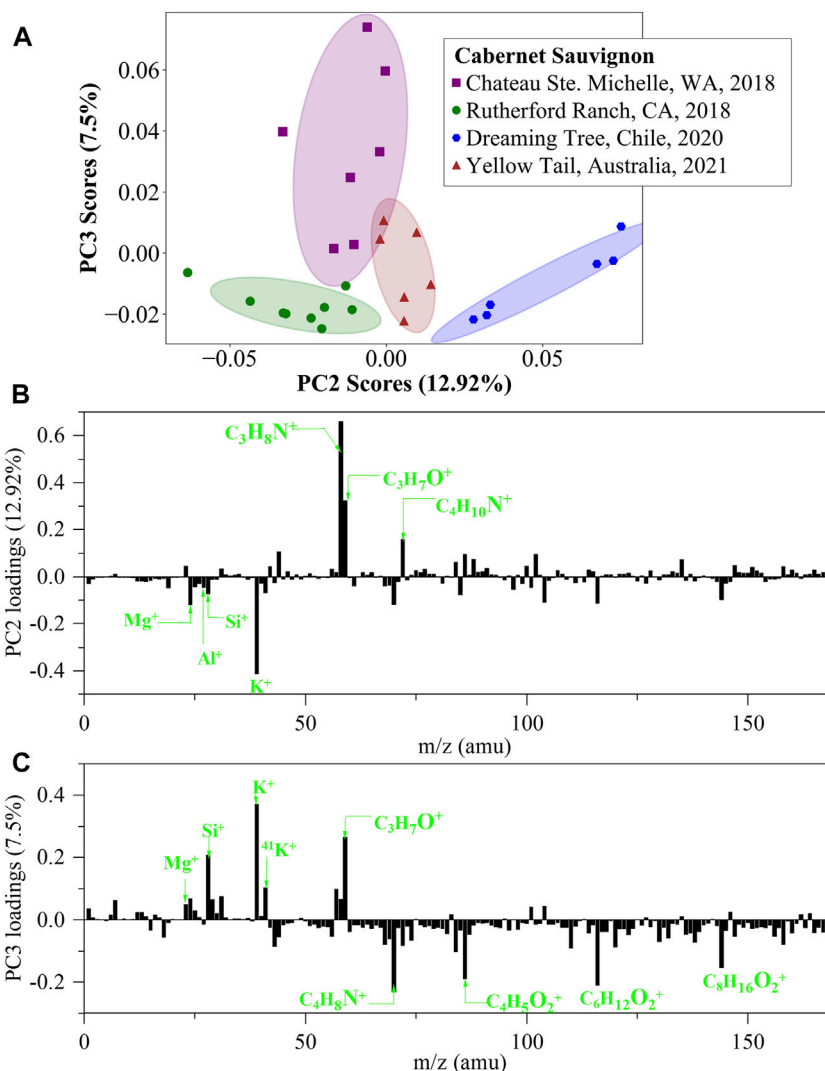 A
Cabernet Sauvignon
Chateau Ste. Michelle, WA, 2018
Rutherford Ranch, CA, 2018
Dreaming Tree, Chile, 2020
Yellow Tail, Australia, 2021
PC3 Scores (7.5%)
0.06
0.04
0.02
0.00
−0.02
−0.05
0.00
0.05
PC2 Scores (12.92%)
B
PC2 loadings (12.92%)
0.6
0.4
0.2
0.0
-0.2
-0.4
C₃H₈N⁺
C₃H₇O⁺
C₄H₁₀N⁺
Mg⁺
Al⁺
Si⁺
K⁺
0
50
100
150
m/z (amu)
C
PC3 loadings (7.5%)
0.4
0.2
0.0
-0.2
K⁺
Si⁺
⁴¹K⁺
Mg⁺
C₃H₇O⁺
C₄H₈N⁺
C₄H₅O₂⁺
C₆H₁₂O₂⁺
C₈H₁₆O₂⁺
0
50
100
150
m/z (amu)